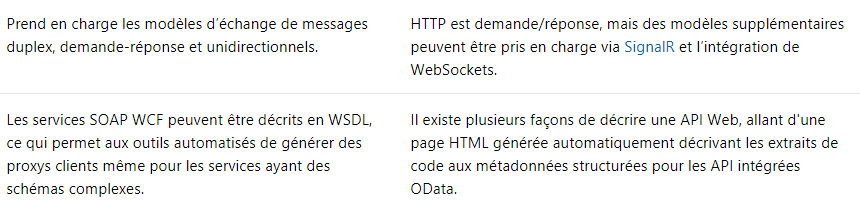 Prend en charge les modèles d’échange de messages
duplex, demande-réponse et unidirectionnels.
HTTP est demande/réponse, mais des modèles supplémentaires
peuvent être pris en charge via SignalR et l’intégration de
WebSockets.
Les services SOAP WCF peuvent être décrits en WSDL,
ce qui permet aux outils automatisés de générer des
proxys clients même pour les services ayant des
schémas complexes.
Il existe plusieurs façons de décrire une API Web, allant d'une
page HTML générée automatiquement décrivant les extraits de
code aux métadonnées structurées pour les API intégrées
OData.